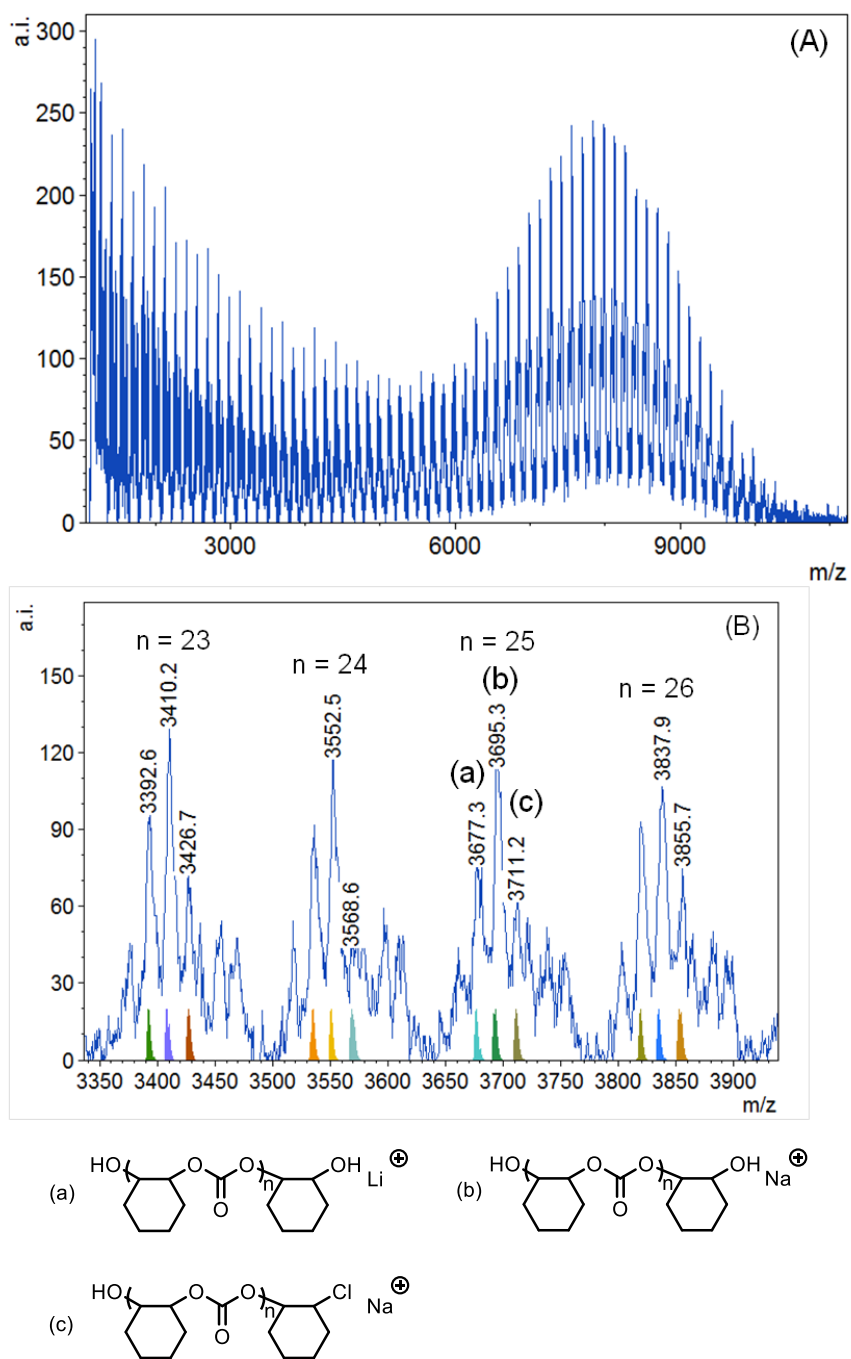 a.i.
(A)
300
250
200
150
100
50
0
3000 6000 9000
m/z
a.i.
(B)
n = 23
n = 24
n = 25
n = 26
(a)
(b)
(c)
3392.6
3410.2
3426.7
3552.5
3568.6
3677.3
3695.3
3711.2
3837.9
3855.7
150
120
90
60
30
0
3350 3400 3450 3500 3550 3600 3650 3700 3750 3800 3850 3900
m/z
(a) HO ( O O ) n OH Li ⊕
O
(b) HO ( O O ) n OH Na ⊕
O
(c) HO ( O O ) n Cl Na ⊕
O